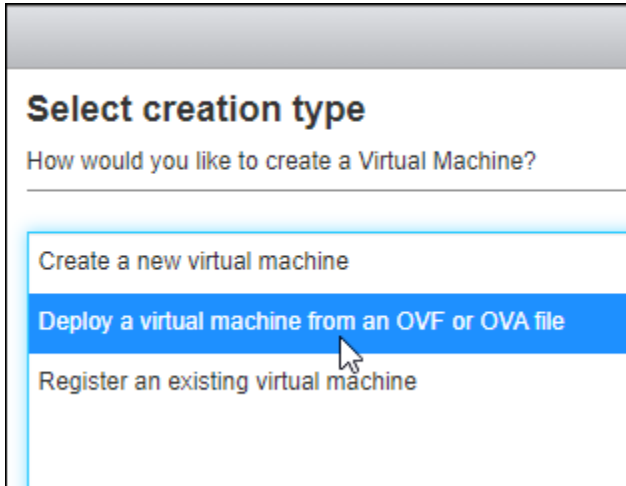 Select creation type
How would you like to create a Virtual Machine?
Create a new virtual machine
Deploy a virtual machine from an OVF or OVA file
Register an existing virtual machine